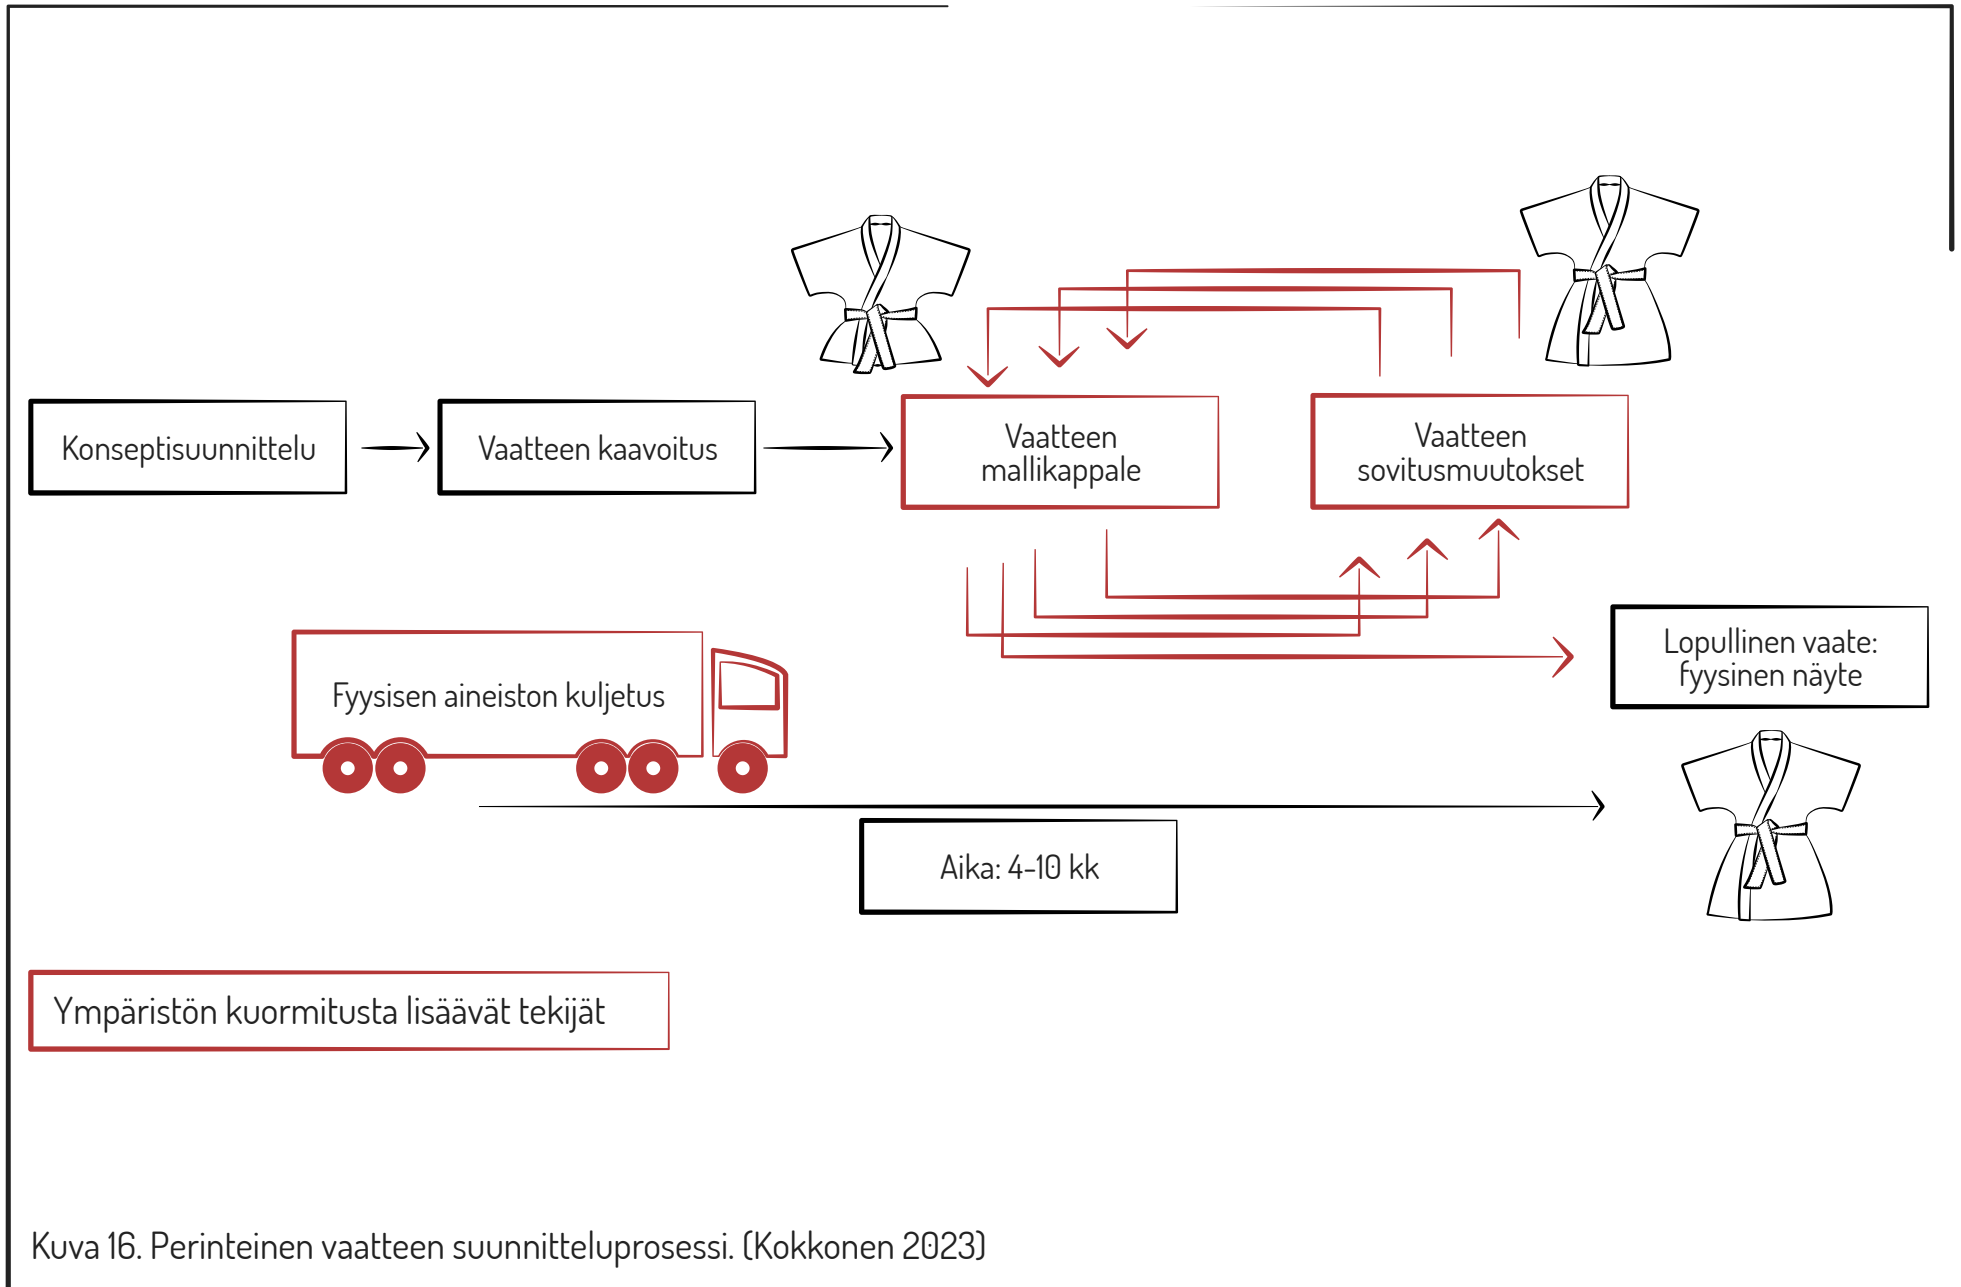 Konseptisuunnittelu
Vaatteen kaavoitus
Vaatteen
mallikappale
Vaatteen
sovitusmuutokset
Lopullinen vaate:
fyysinen näyte
Fyysisen aineiston kuljetus
Aika: 4-10 kk
Ympäristön kuormitusta lisäävät tekijät
Kuva 16. Perinteinen vaatteen suunnitteluprosessi. (Kokkonen 2023)